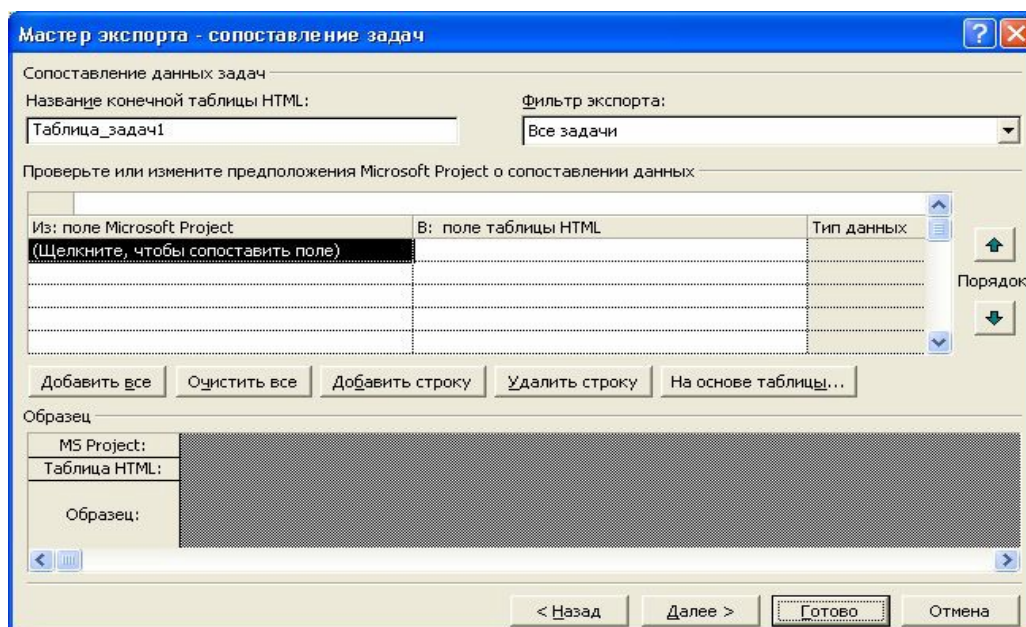 Мастер экспорта - сопоставление задач
Сопоставление данных задач
Название конечной таблицы HTML:
Фильтр экспорта:
Таблица_задач1
Все задачи
Проверьте или измените предположения Microsoft Project о сопоставлении данных
Из: поле Microsoft Project
В: поле таблицы HTML
Тип данных
(Щелкните, чтобы сопоставить поле)
Порядок
Добавить все
Очистить все
Добавить строку
Удалить строку
На основе таблицы...
Образец
MS Project:
Таблица HTML:
Образец:
< Назад
Далее >
Готово
Отмена